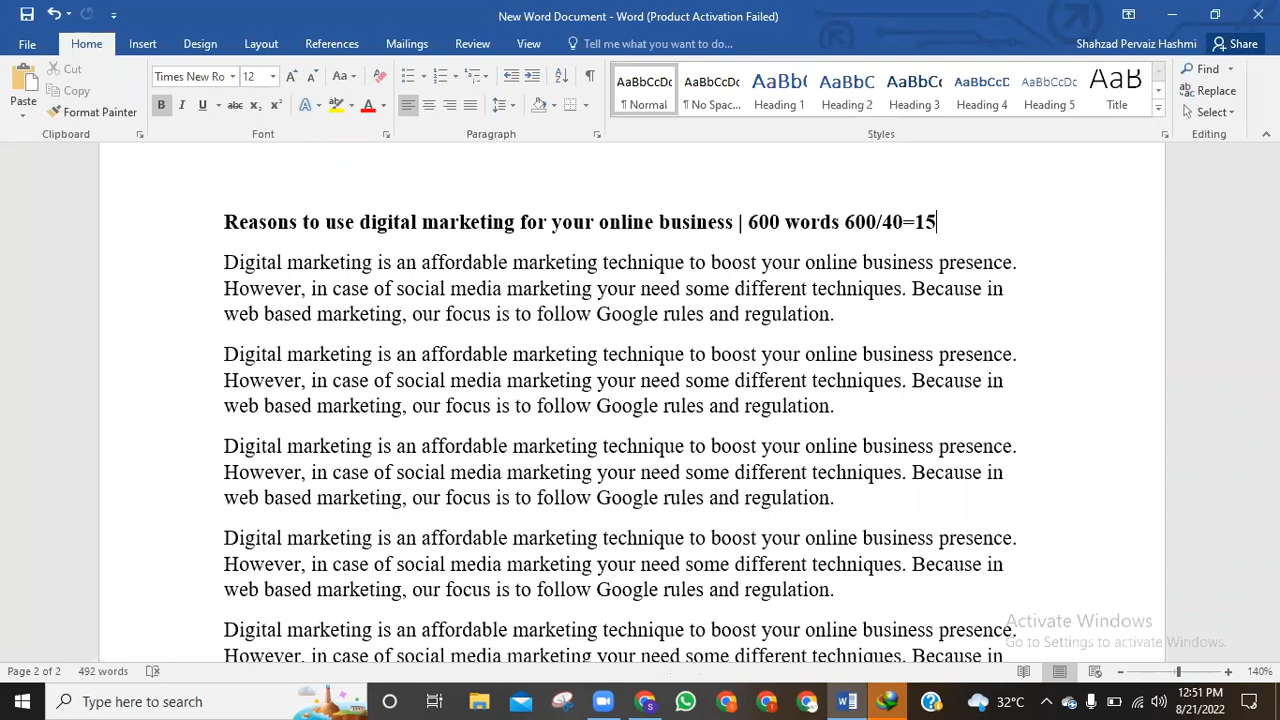 New Word Document - Word (Product Activation Failed)
File Home Insert Design Layout References Mailings Review View Tell me what you want to do... Shahzad Pervaiz Hashmi Share
Paste Cut Copy Format Painter
Clipboard
Times New Ro 12 Aa
B I U abc X₂ X² A A
Font
Paragraph
AaBbCcDc AaBbCcDc AaBbC AaBbC AaBbCc AaBbCcD AaBbCcDc AaB
¶ Normal ¶ No Spac... Heading 1 Heading 2 Heading 3 Heading 4 Heading 5 Title
Styles
Find
Replace
Select
Editing
Reasons to use digital marketing for your online business | 600 words 600/40=15
Digital marketing is an affordable marketing technique to boost your online business presence.
However, in case of social media marketing your need some different techniques. Because in
web based marketing, our focus is to follow Google rules and regulation.
Digital marketing is an affordable marketing technique to boost your online business presence.
However, in case of social media marketing your need some different techniques. Because in
web based marketing, our focus is to follow Google rules and regulation.
Digital marketing is an affordable marketing technique to boost your online business presence.
However, in case of social media marketing your need some different techniques. Because in
web based marketing, our focus is to follow Google rules and regulation.
Digital marketing is an affordable marketing technique to boost your online business presence.
However, in case of social media marketing your need some different techniques. Because in
web based marketing, our focus is to follow Google rules and regulation.
Digital marketing is an affordable marketing technique to boost your online business presence.
However, in case of social media marketing your need some different techniques. Because in
Activate Windows
Go to Settings to activate Windows.
Page 2 of 2 492 words 140%
Type here to search 32°C 12:51 PM
8/21/2022